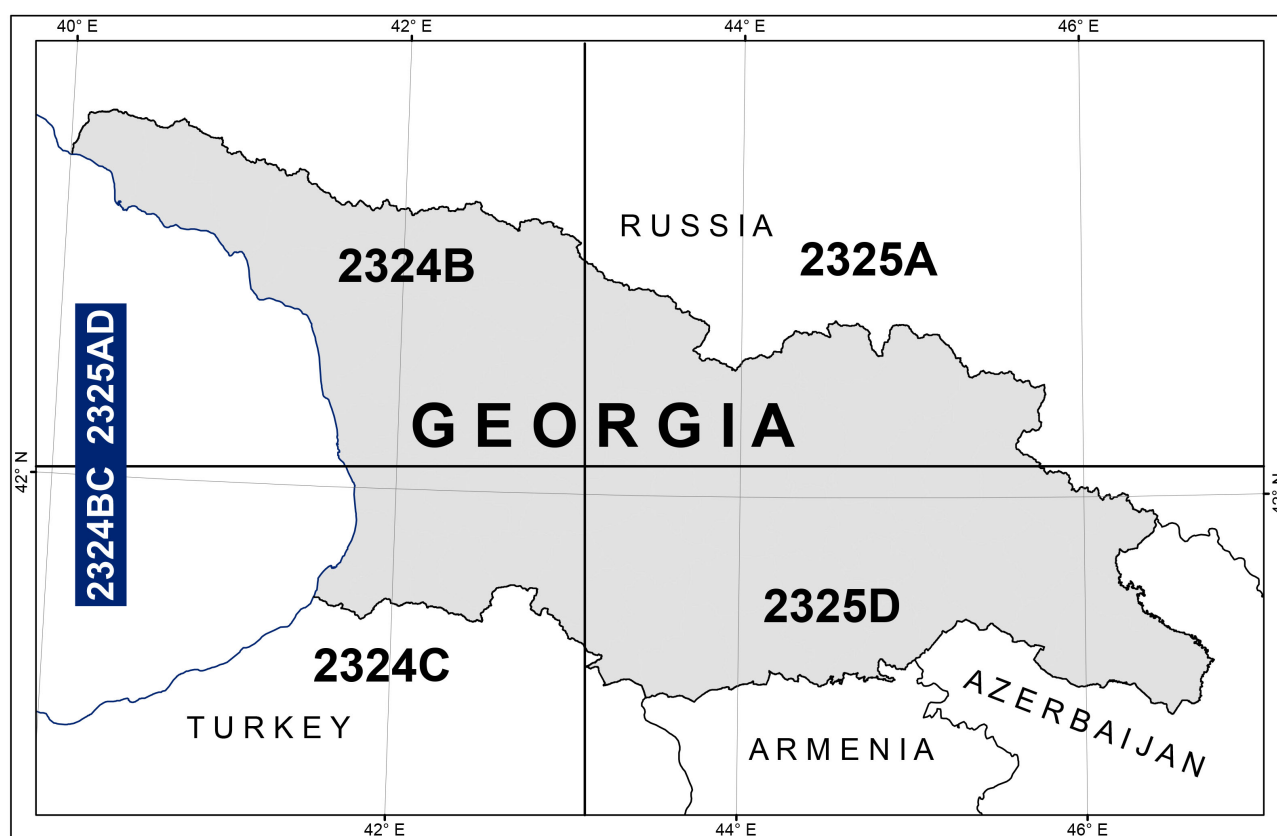 40° E
42° E
44° E
46° E
RUSSIA
2324B
2325A
2324BC 2325AD
GEORGIA
42° N
2325D
2324C
AZERBAIJAN
TURKEY
ARMENIA
42° E
44° E
46° E